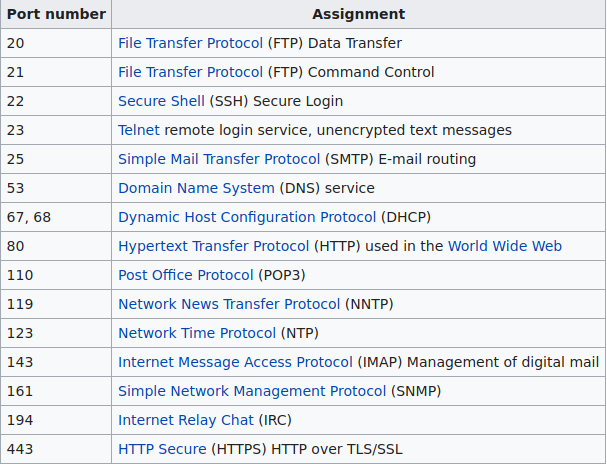 Port number Assignment
20 File Transfer Protocol (FTP) Data Transfer
21 File Transfer Protocol (FTP) Command Control
22 Secure Shell (SSH) Secure Login
23 Telnet remote login service, unencrypted text messages
25 Simple Mail Transfer Protocol (SMTP) E-mail routing
53 Domain Name System (DNS) service
67, 68 Dynamic Host Configuration Protocol (DHCP)
80 Hypertext Transfer Protocol (HTTP) used in the World Wide Web
110 Post Office Protocol (POP3)
119 Network News Transfer Protocol (NNTP)
123 Network Time Protocol (NTP)
143 Internet Message Access Protocol (IMAP) Management of digital mail
161 Simple Network Management Protocol (SNMP)
194 Internet Relay Chat (IRC)
443 HTTP Secure (HTTPS) HTTP over TLS/SSL